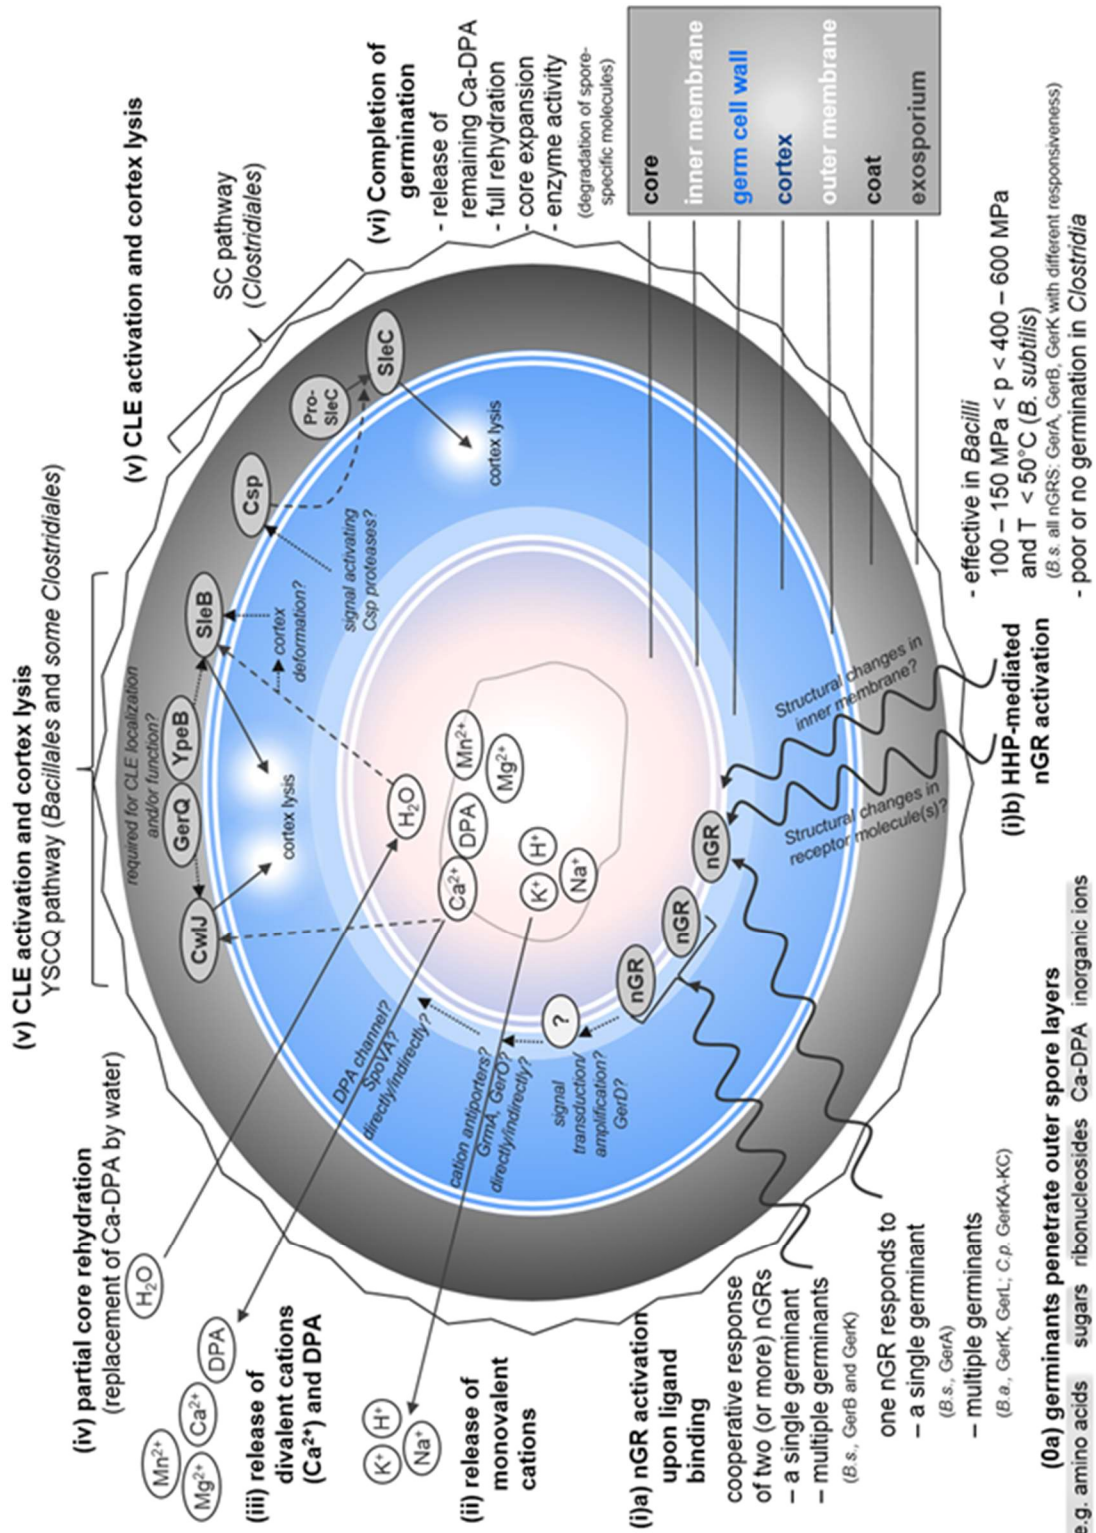 (v) CLE activation and cortex lysis
YSCQ pathway (Bacillales and some Clostridiales)
(v) CLE activation and cortex lysis
SC pathway
(Clostridiales)
(iv) partial core rehydration
(replacement of Ca-DPA by water)
H₂O
Mn²⁺
Mg²⁺
Ca²⁺
DPA
(iii) release of
divalent cations
(Ca²⁺) and DPA
K⁺
H⁺
Na⁺
(ii) release of
monovalent
cations
(i)a) nGR activation
upon ligand
binding
cooperative response
of two (or more) nGRs
– a single germinant
– multiple germinants
(B.s., GerB and GerK)
one nGR responds to
– a single germinant
(B.s., GerA)
– multiple germinants
(B.a., GerK, GerL; C.p. GerKA-KC)
(0a) germinants penetrate outer spore layers
e.g. amino acids
sugars
ribonucleosides
Ca-DPA
inorganic ions
required for CLE localization
and/or function?
CwlJ
GerQ
YpeB
SleB
cortex lysis
cortex
deformation?
Csp
signal activating
Csp proteases?
Pro-
SleC
SleC
cortex lysis
H₂O
Ca²⁺
DPA
Mn²⁺
Mg²⁺
K⁺
H⁺
Na⁺
DPA channel?
SpoVA?
directly/indirectly?
cation antiporters?
GrmA, GerO?
directly/indirectly?
?
signal
transduction/
amplification?
GerD?
nGR
nGR
nGR
Structural changes in
inner membrane?
Structural changes in
receptor molecule(s)?
(i)b) HHP-mediated
nGR activation
- effective in Bacilli
100 – 150 MPa < p < 400 – 600 MPa
and T < 50°C (B. subtilis)
(B.s. all nGRS: GerA, GerB, GerK with different responsiveness)
- poor or no germination in Clostridia
(vi) Completion of
germination
- release of
remaining Ca-DPA
- full rehydration
- core expansion
- enzyme activity
(degradation of spore-
specific molecules)
core
inner membrane
germ cell wall
cortex
outer membrane
coat
exosporium